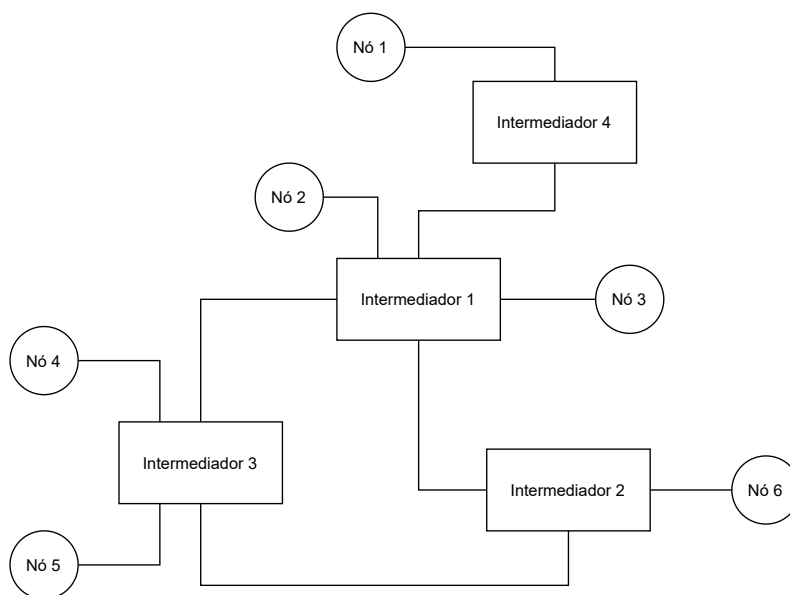 Nó 1
Intermediador 4
Nó 2
Intermediador 1
Nó 3
Nó 4
Intermediador 3
Intermediador 2
Nó 6
Nó 5